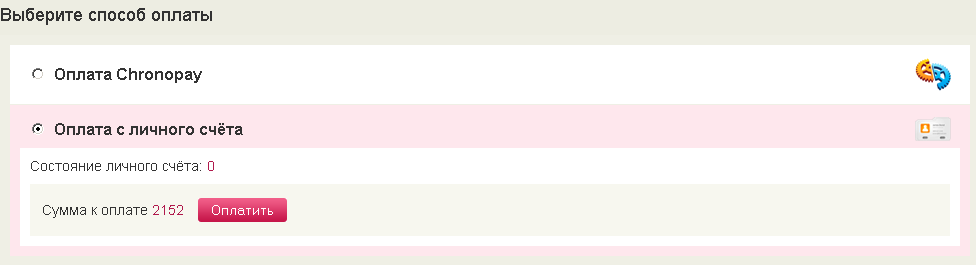 Выберите способ оплаты
Оплата Chronopay
Оплата с личного счёта
Состояние личного счёта: 0
Сумма к оплате 2152 Оплатить